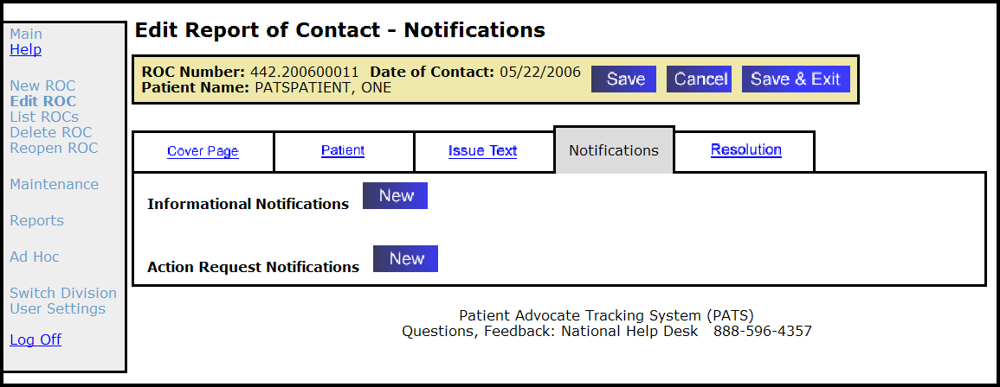 Edit Report of Contact - Notifications
Main
Help
New ROC
Edit ROC
List ROCs
Delete ROC
Reopen ROC
Maintenance
Reports
Ad Hoc
Switch Division
User Settings
Log Off
ROC Number: 442.200600011 Date of Contact: 05/22/2006
Patient Name: PATSPATIENT, ONE
Save Cancel Save & Exit
Cover Page Patient Issue Text Notifications Resolution
Informational Notifications New
Action Request Notifications New
Patient Advocate Tracking System (PATS)
Questions, Feedback: National Help Desk 888-596-4357